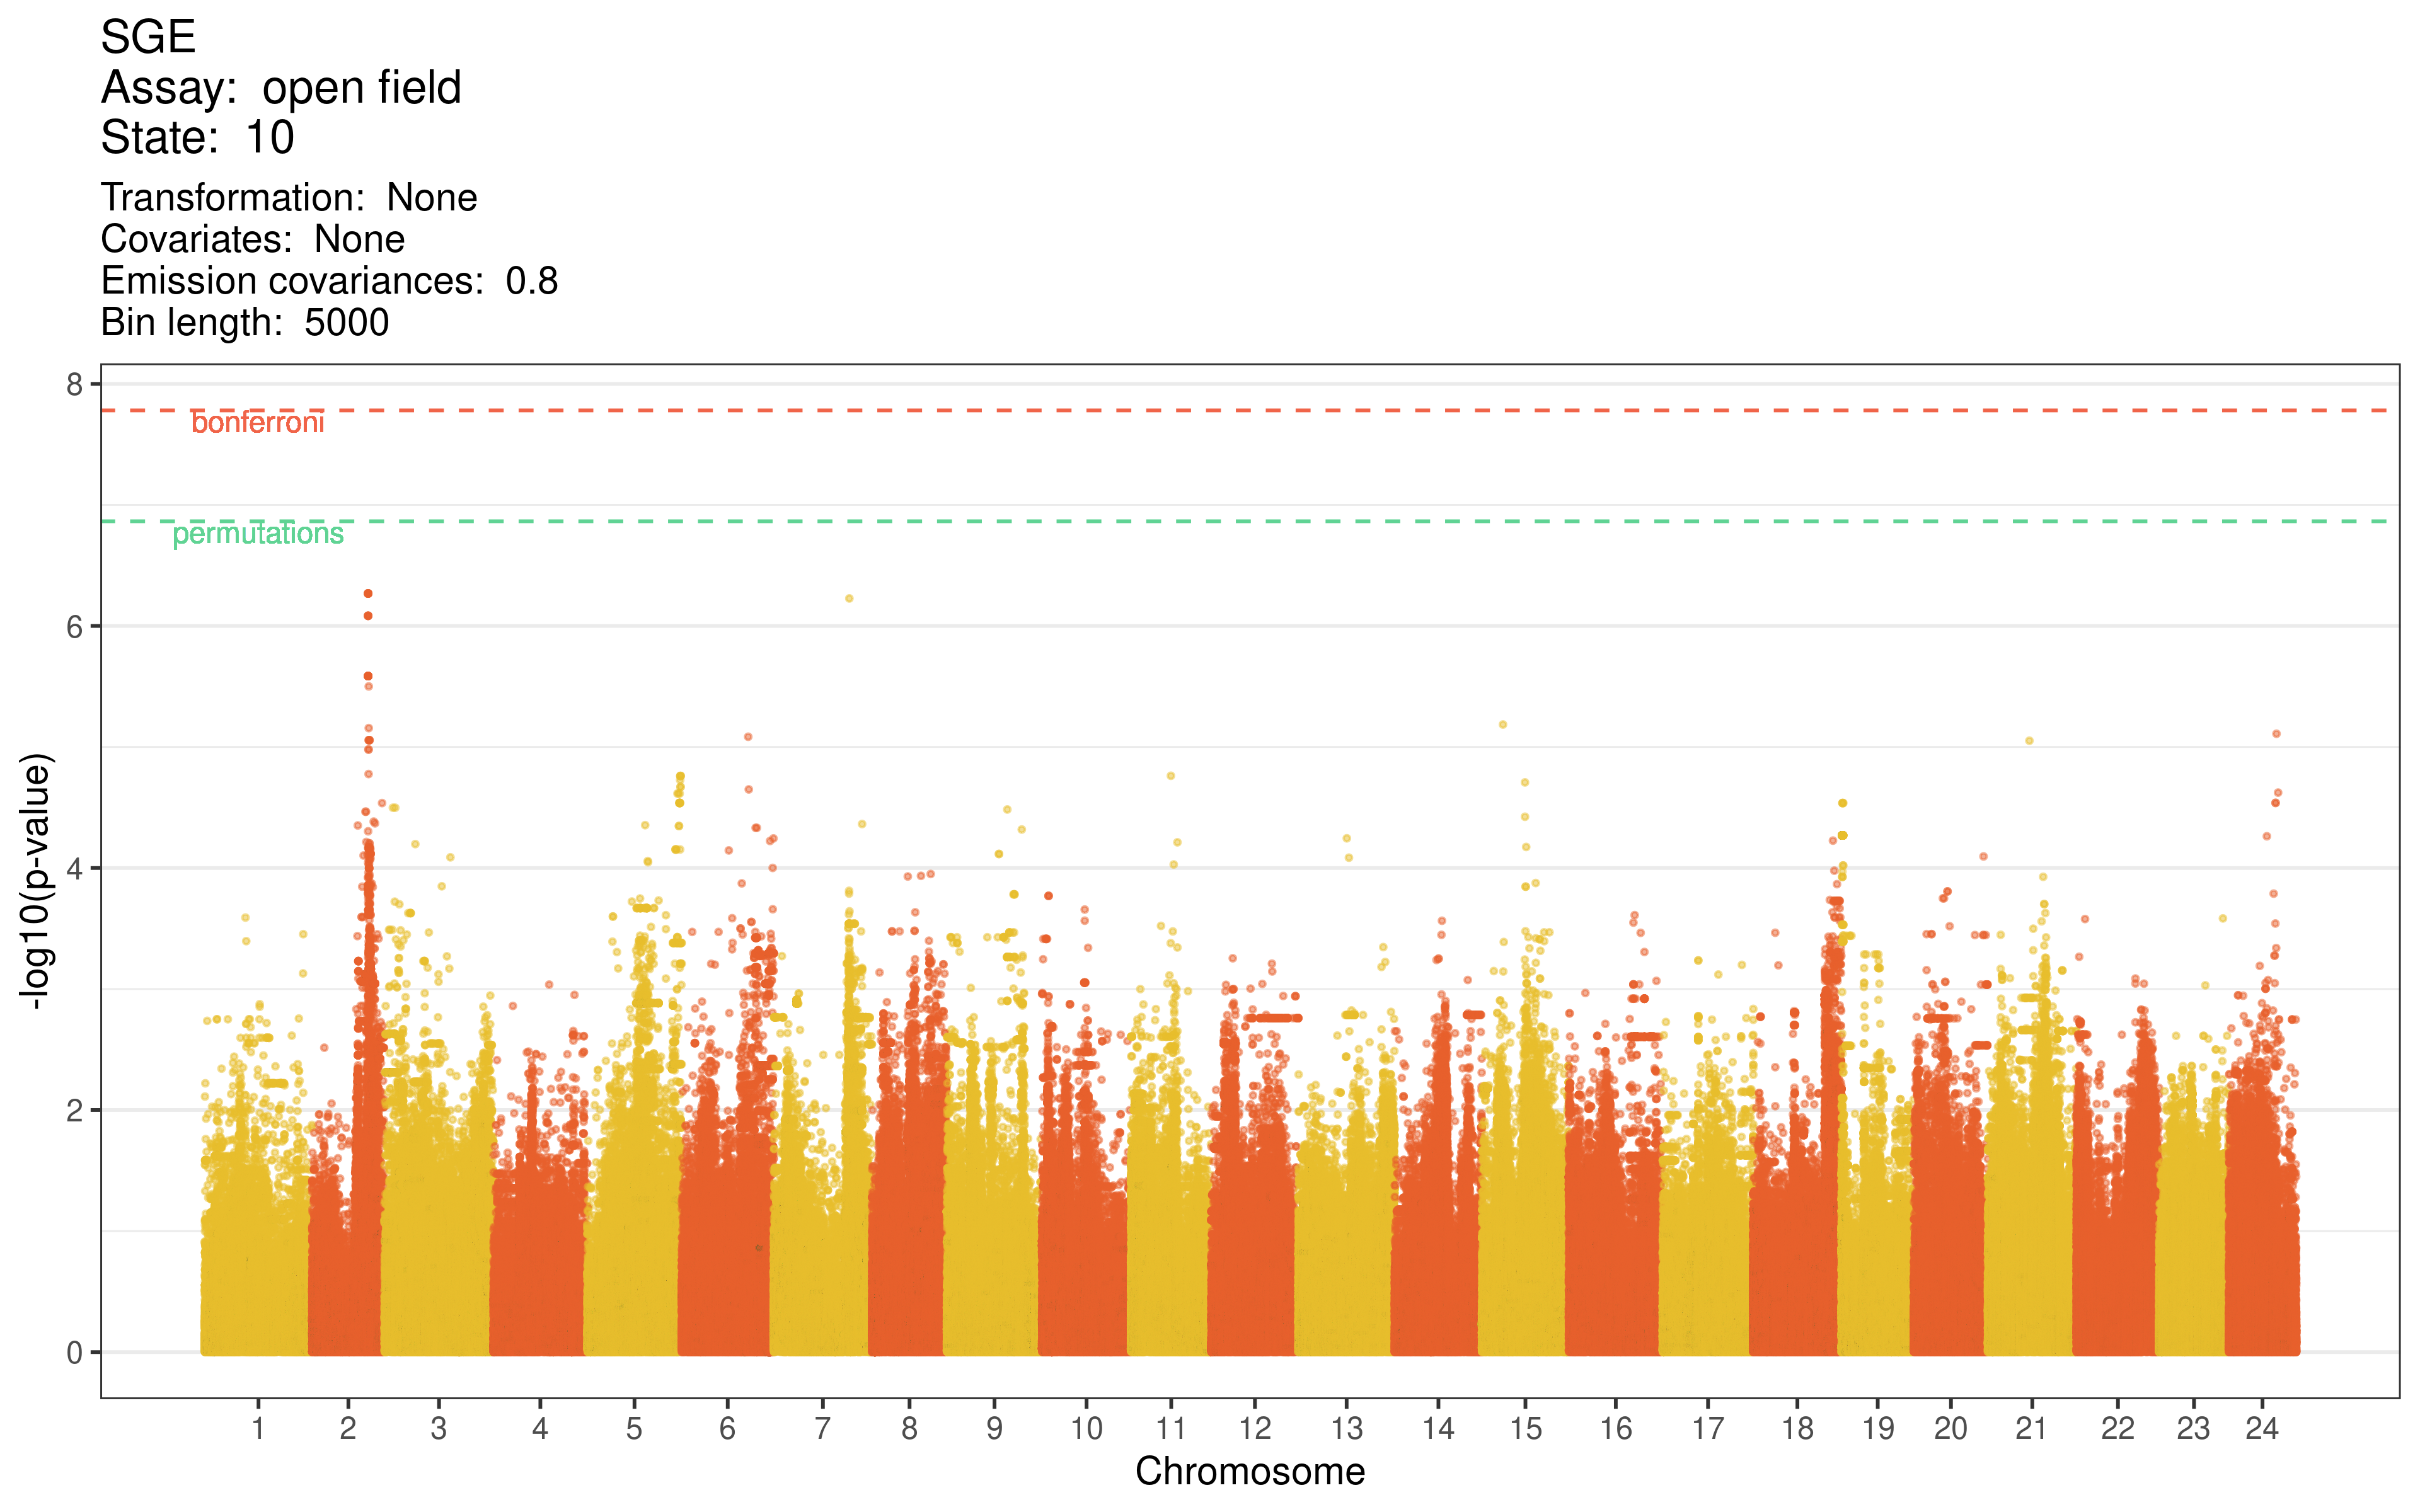 SGE
Assay:  open field
State:  10
Transformation:  None
Covariates:  None
Emission covariances:  0.8
Bin length:  5000
8
bonferroni
permutations
6
4
2
0
-log10(p-value)
1 2 3 4 5 6 7 8 9 10 11 12 13 14 15 16 17 18 19 20 21 22 23 24
Chromosome